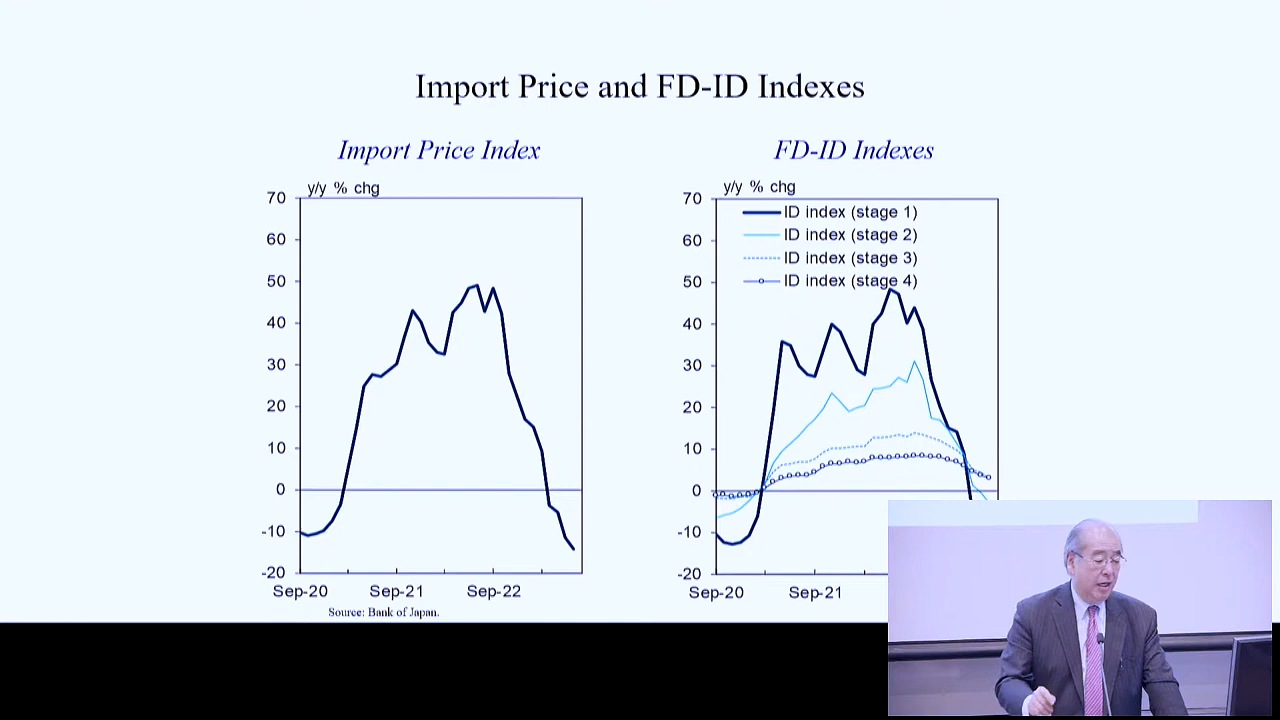 Import Price and FD-ID Indexes
Import Price Index
y/y % chg
70
60
50
40
30
20
10
0
-10
-20
Sep-20
Sep-21
Sep-22
Source: Bank of Japan.
FD-ID Indexes
y/y % chg
70
60
50
40
30
20
10
0
-10
-20
ID index (stage 1)
ID index (stage 2)
ID index (stage 3)
ID index (stage 4)
Sep-20
Sep-21